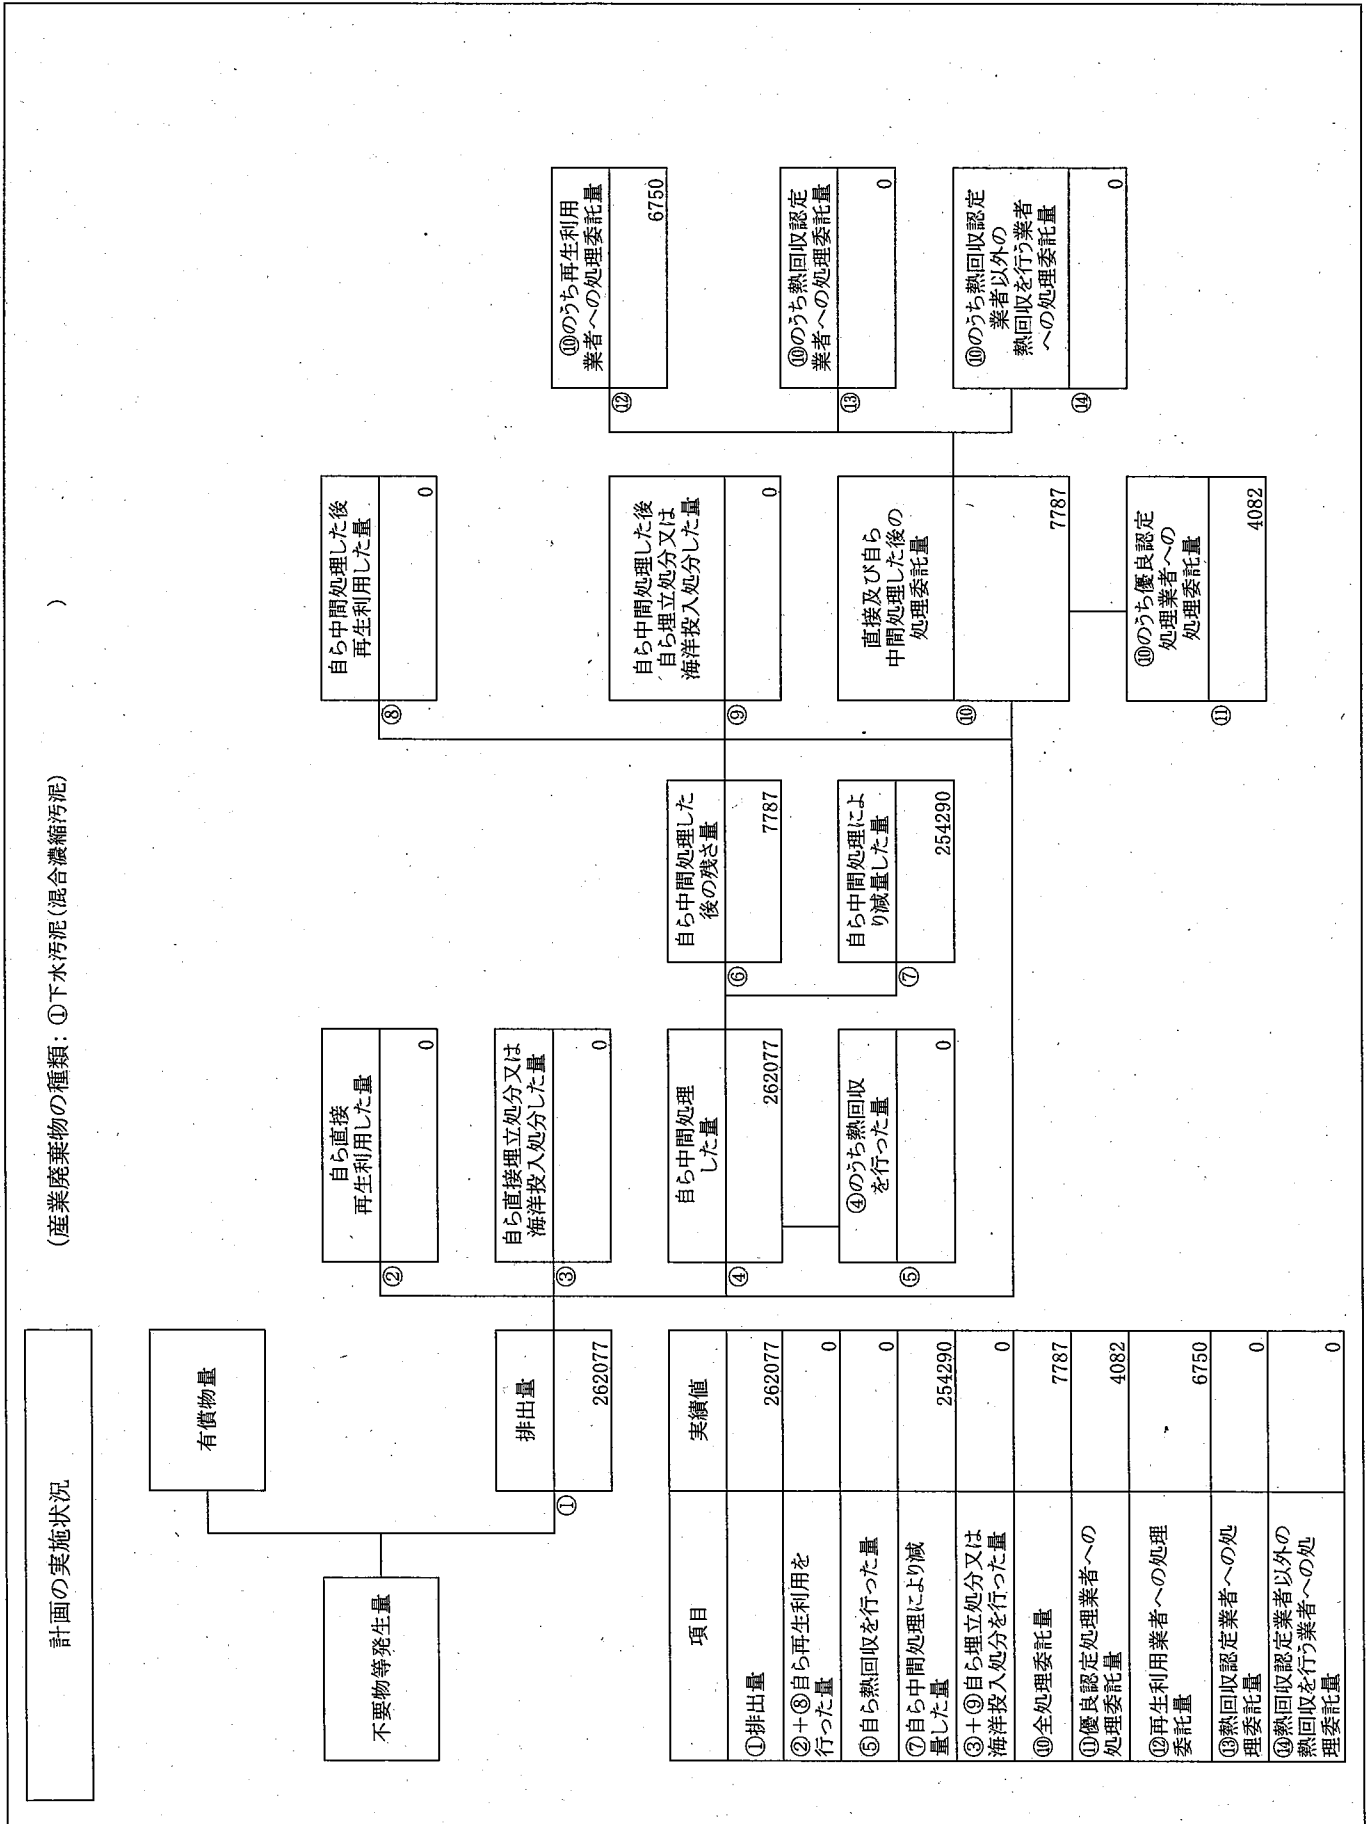 計画の実施状況
(産業廃棄物の種類：①下水汚泥(混合濃縮汚泥) )
不要物等発生量
有償物量
①
排出量
262077
②
自ら直接
再生利用した量
0
③
自ら直接埋立処分又は
海洋投入処分した量
0
④
自ら中間処理
した量
262077
⑤
④のうち熱回収
を行った量
0
⑥
自ら中間処理した
後の残さ量
7787
⑦
自ら中間処理によ
り減量した量
254290
⑧
自ら中間処理した後
再生利用した量
0
⑨
自ら中間処理した後
自ら埋立処分又は
海洋投入処分した量
0
⑩
直接及び自ら
中間処理した後の
処理委託量
7787
⑪
⑩のうち優良認定
処理業者への
処理委託量
4082
⑫
⑩のうち再生利用
業者への処理委託量
6750
⑬
⑩のうち熱回収認定
業者への処理委託量
0
⑭
⑩のうち熱回収認定
業者以外の
熱回収を行う業者
への処理委託量
0
項目 実績値
①排出量 262077
②＋⑧自ら再生利用を
行った量 0
⑤自ら熱回収を行った量 0
⑦自ら中間処理により減
量した量 254290
③＋⑨自ら埋立処分又は
海洋投入処分を行った量 0
⑩全処理委託量 7787
⑪優良認定処理業者への
処理委託量 4082
⑫再生利用業者への処理
委託量 6750
⑬熱回収認定業者への処
理委託量 0
⑭熱回収認定業者以外の
熱回収を行う業者への処
理委託量 0